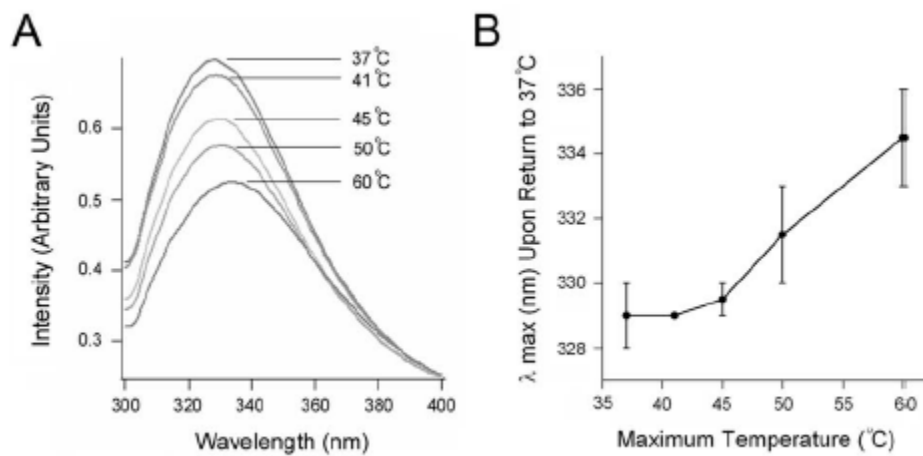 A
37°C
41°C
45°C
50°C
60°C
Intensity (Arbitrary Units)
0.6
0.5
0.4
0.3
300
320
340
360
380
400
Wavelength (nm)
B
λ max (nm) Upon Return to 37°C
336
334
332
330
328
35
40
45
50
55
60
Maximum Temperature (°C)